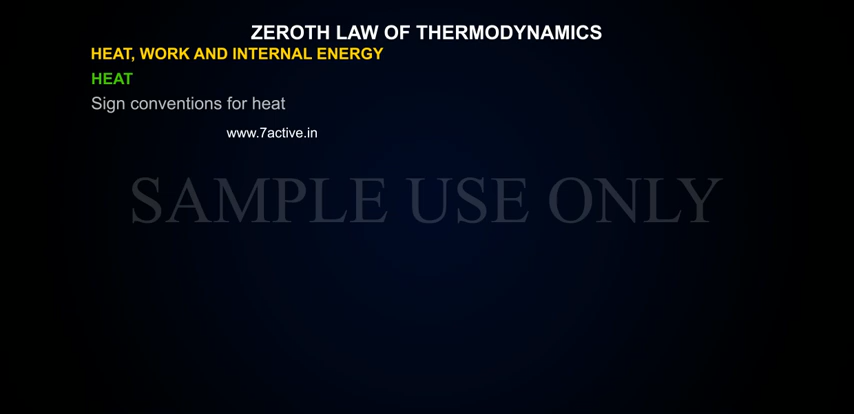 ZEROTH LAW OF THERMODYNAMICS
HEAT, WORK AND INTERNAL ENERGY
HEAT
Sign conventions for heat
www.7active.in
SAMPLE USE ONLY